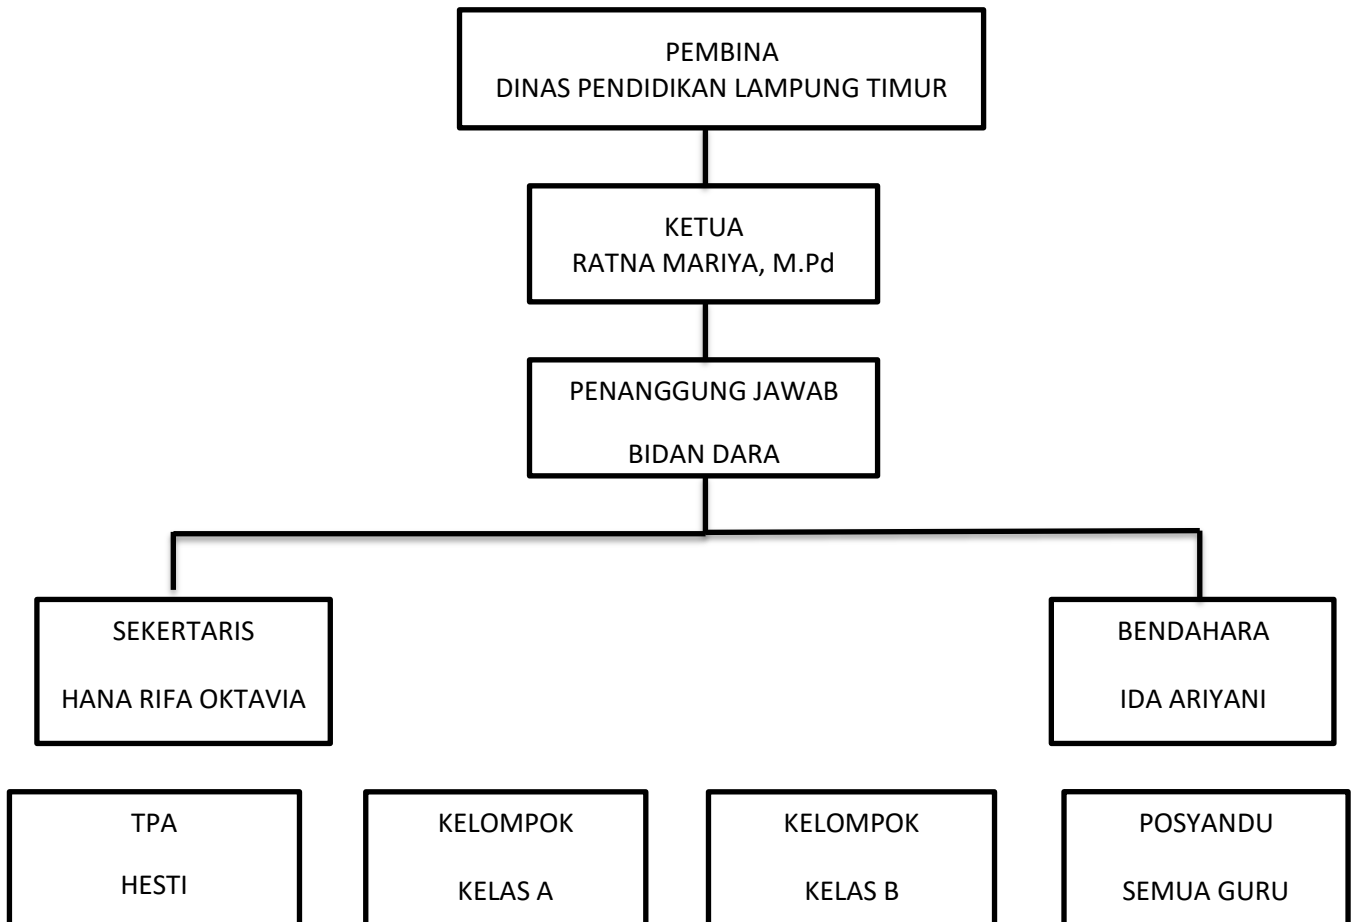 PEMBINA
DINAS PENDIDIKAN LAMPUNG TIMUR
KETUA
RATNA MARIYA, M.Pd
PENANGGUNG JAWAB
BIDAN DARA
SEKERTARIS
HANA RIFA OKTAVIA
BENDAHARA
IDA ARIYANI
TPA
HESTI
KELOMPOK
KELAS A
KELOMPOK
KELAS B
POSYANDU
SEMUA GURU